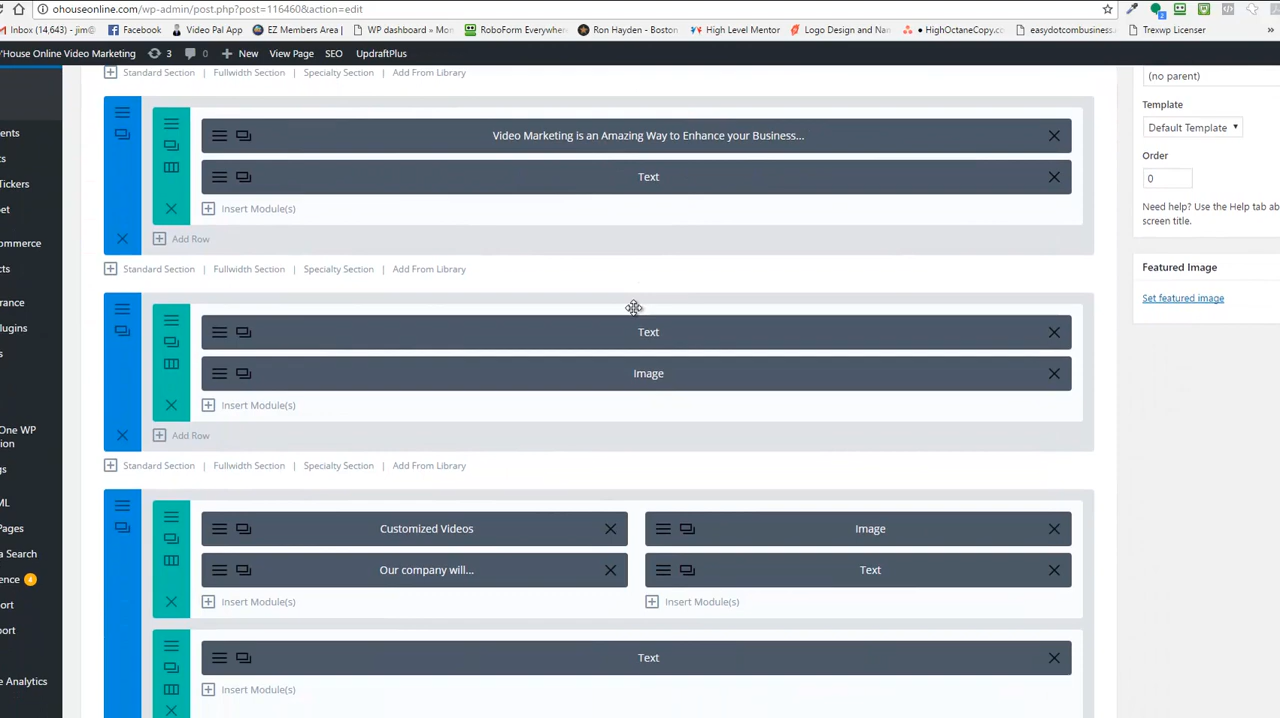 ohouseonline.com/wp-admin/post.php?post=116460&action=edit
Inbox (14,643) - jim@
Facebook
Video Pal App
EZ Members Area |
WP dashboard » Mo
RoboForm Everywhere
Ron Hayden - Boston
High Level Mentor
Logo Design and Nan
HighOctaneCopy.co
easydotcombusiness.
Trexwp Licenser
»
'House Online Video Marketing
3
0
New
View Page
SEO
UpdraftPlus
Standard Section | Fullwidth Section | Specialty Section | Add From Library
Video Marketing is an Amazing Way to Enhance your Business...
Text
Insert Module(s)
Add Row
Standard Section | Fullwidth Section | Specialty Section | Add From Library
Text
Image
Insert Module(s)
Add Row
Standard Section | Fullwidth Section | Specialty Section | Add From Library
Customized Videos
Image
Our company will...
Text
Insert Module(s)
Insert Module(s)
Text
Insert Module(s)
ents
ts
Tickers
et
ommerce
cts
rance
lugins
s
One WP
ion
gs
ML
Pages
a Search
ence 4
port
port
e Analytics
(no parent)
Template
Default Template
Order
0
Need help? Use the Help tab ab
screen title.
Featured Image
Set featured image